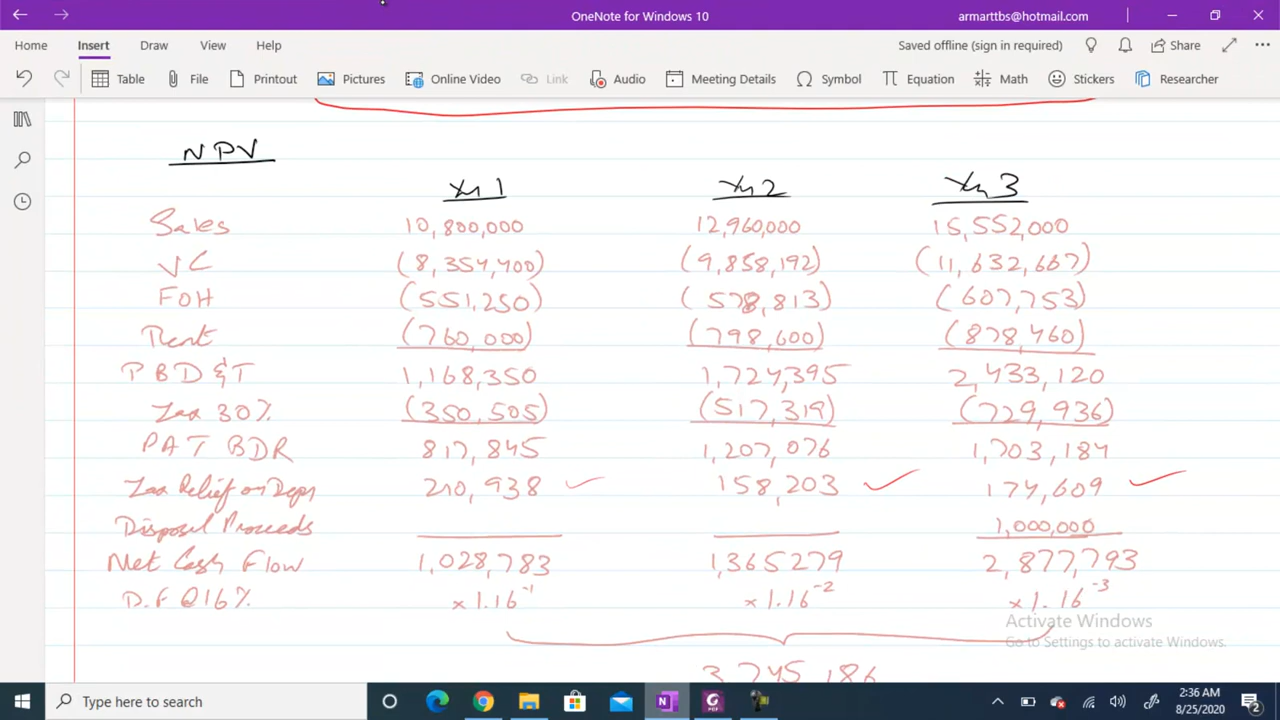 OneNote for Windows 10 armarttbs@hotmail.com
Home Insert Draw View Help Saved offline (sign in required) Share
Table File Printout Pictures Online Video Link Audio Meeting Details Symbol Equation Math Stickers Researcher
NPV
Yr 1 Yr 2 Yr 3
Sales 10,800,000 12,960,000 15,552,000
VC (8,354,400) (9,858,192) (11,632,667)
FOH (551,250) (578,813) (607,753)
Rent (760,000) (798,600) (878,460)
PBD&T 1,168,350 1,724,395 2,433,120
Tax 30% (350,505) (517,319) (729,936)
PAT BDR 817,845 1,207,076 1,703,184
Tax Relief on Depn 210,938 158,203 174,609
Disposal Proceeds 1,000,000
Net Cash Flow 1,028,783 1,365279 2,877,793
D.F @16% ×1.16⁻¹ ×1.16⁻² ×1.16⁻³
Activate Windows
Go to Settings to activate Windows.
3,745,186
Type here to search 2:36 AM
8/25/2020 2